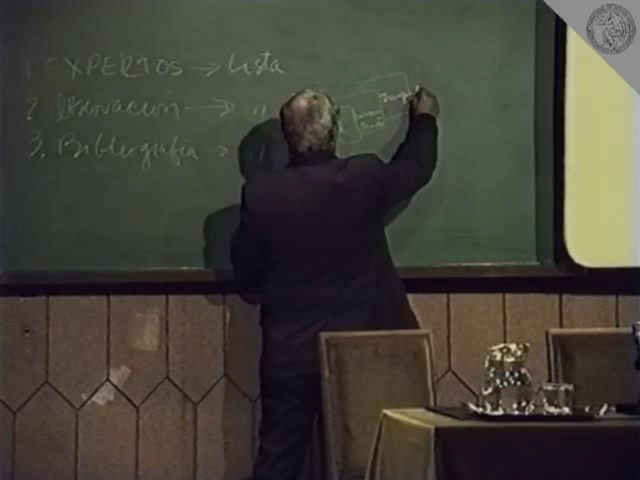 1. EXPERTOS → Lista
2. Observación → "
3. Bibliografía → "